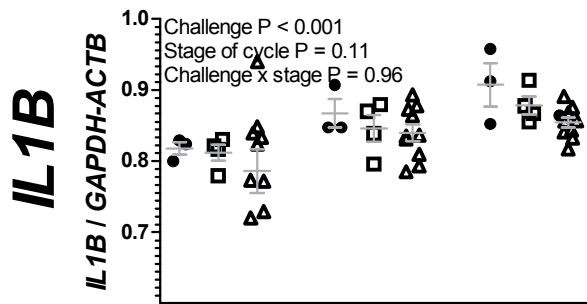 IL1B
IL1B / GAPDH-ACTB
1.0
0.9
0.8
0.7
Challenge P < 0.001
Stage of cycle P = 0.11
Challenge x stage P = 0.96